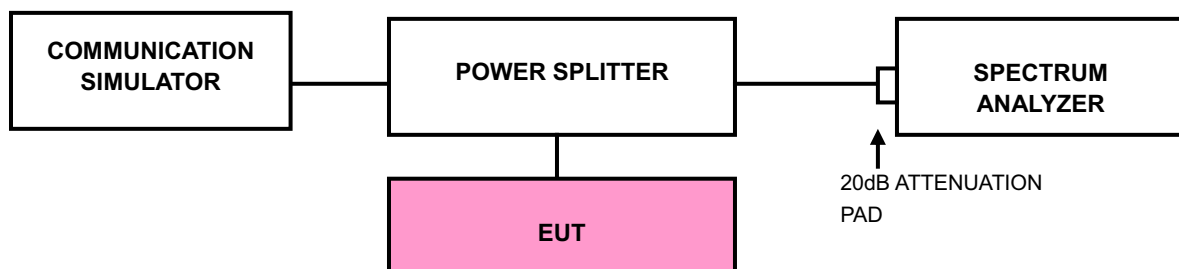 COMMUNICATION
SIMULATOR
POWER SPLITTER
SPECTRUM
ANALYZER
20dB ATTENUATION
PAD
EUT